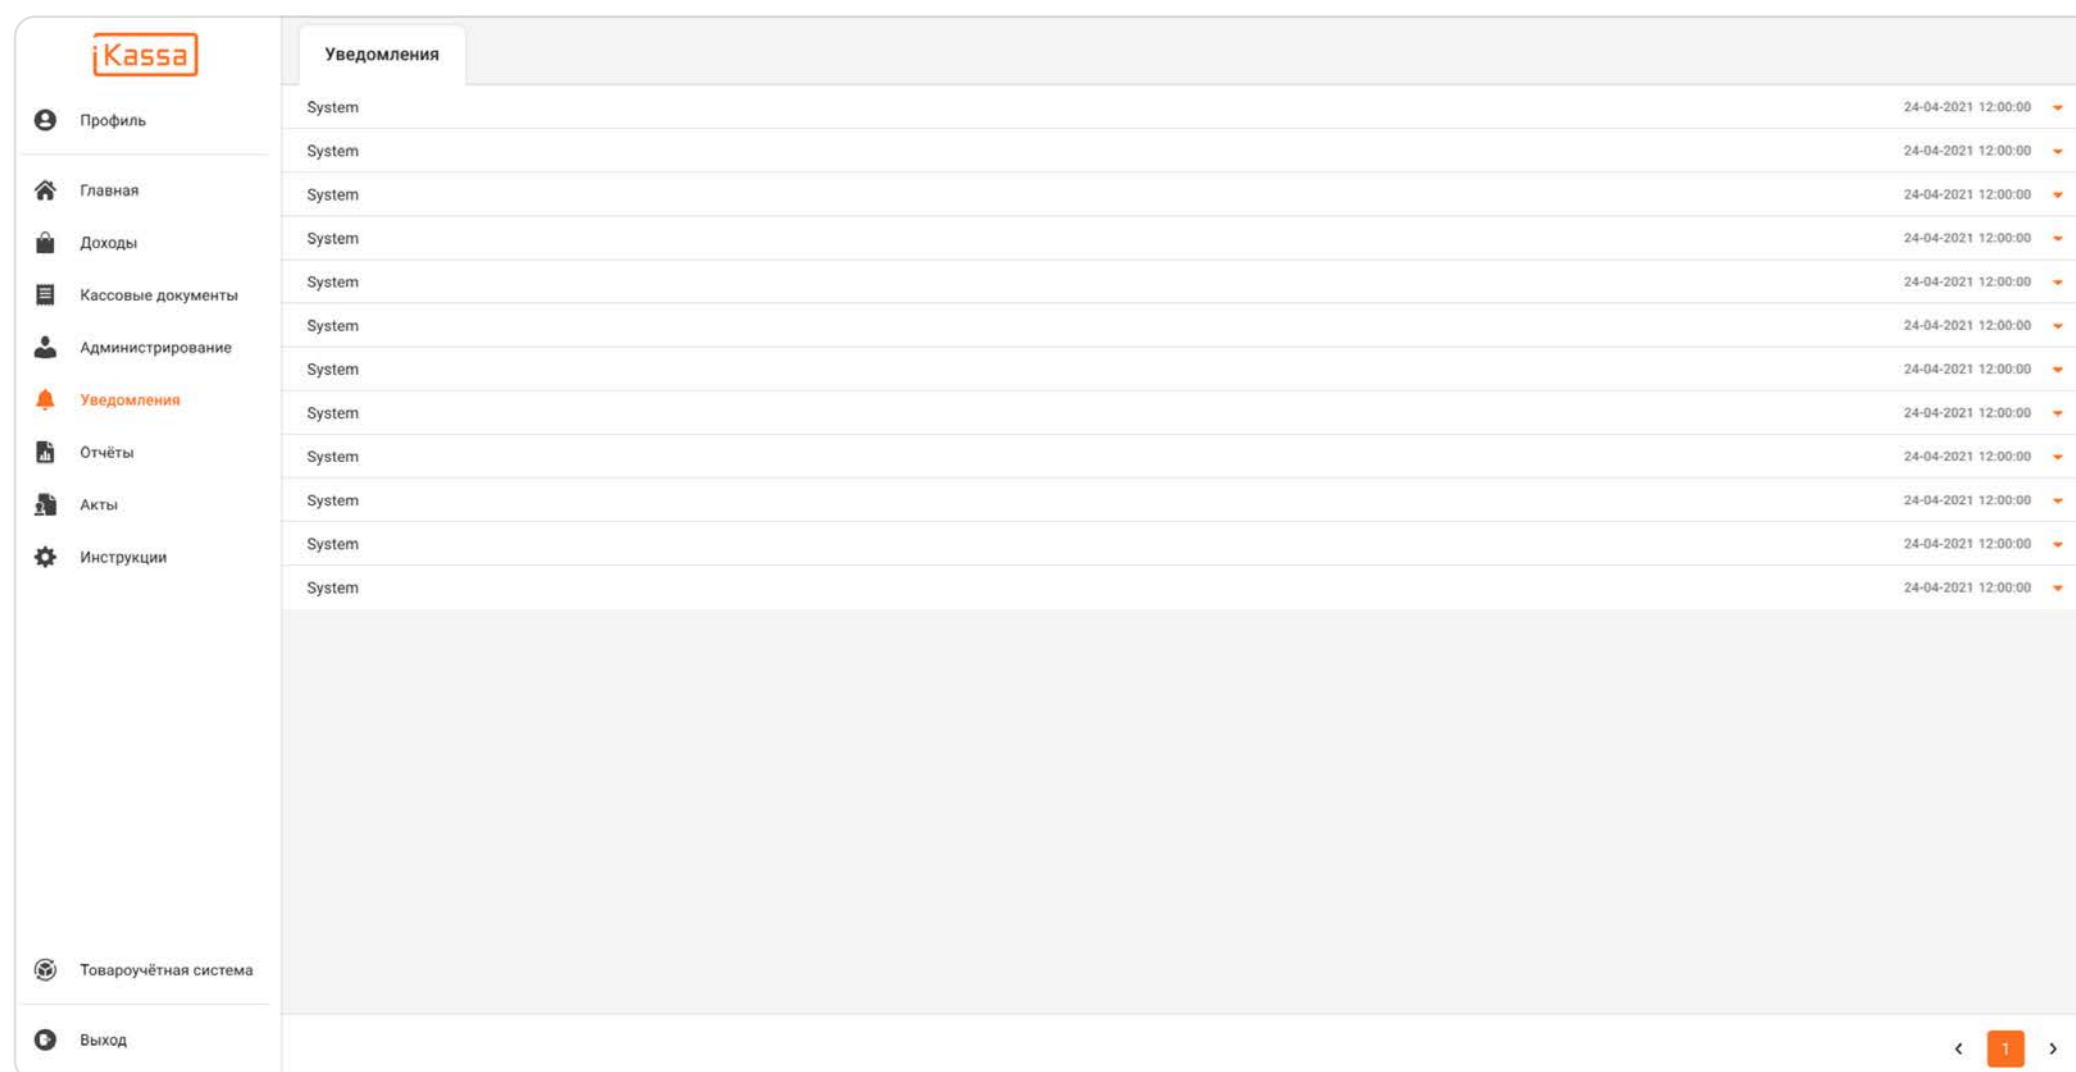 iKassa
Профиль
Главная
Доходы
Кассовые документы
Администрирование
Уведомления
Отчёты
Акты
Инструкции
Товароучётная система
Выход
Уведомления
System 24-04-2021 12:00:00
System 24-04-2021 12:00:00
System 24-04-2021 12:00:00
System 24-04-2021 12:00:00
System 24-04-2021 12:00:00
System 24-04-2021 12:00:00
System 24-04-2021 12:00:00
System 24-04-2021 12:00:00
System 24-04-2021 12:00:00
System 24-04-2021 12:00:00
System 24-04-2021 12:00:00
System 24-04-2021 12:00:00
1